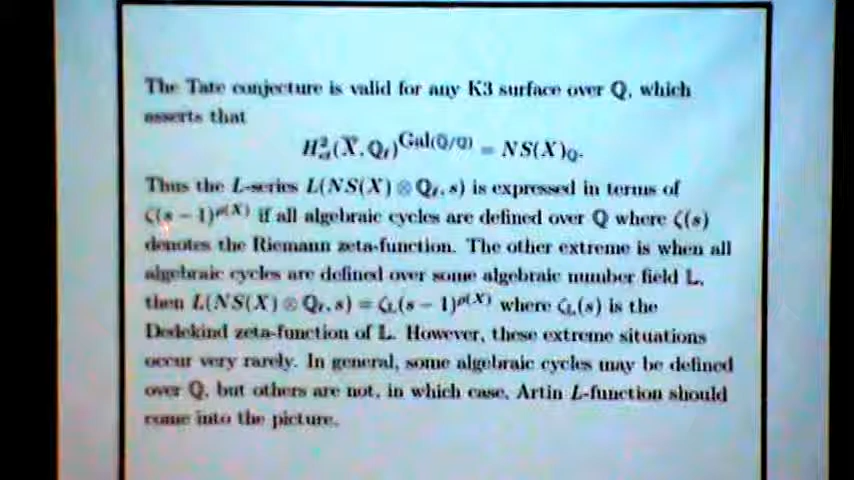 The Tate conjecture is valid for any K3 surface over ℚ, which
asserts that
H²_et(X̄, ℚ_ℓ)^Gal(ℚ̄/ℚ) = NS(X)_ℚ.
Thus the L-series L(NS(X) ⊗ ℚ_ℓ, s) is expressed in terms of
ζ(s − 1)^ρ(X) if all algebraic cycles are defined over ℚ where ζ(s)
denotes the Riemann zeta-function. The other extreme is when all
algebraic cycles are defined over some algebraic number field 𝕃,
then L(NS(X) ⊗ ℚ_ℓ, s) = ζ_𝕃(s − 1)^ρ(X) where ζ_𝕃(s) is the
Dedekind zeta-function of 𝕃. However, these extreme situations
occur very rarely. In general, some algebraic cycles may be defined
over ℚ, but others are not, in which case, Artin L-function should
come into the picture.